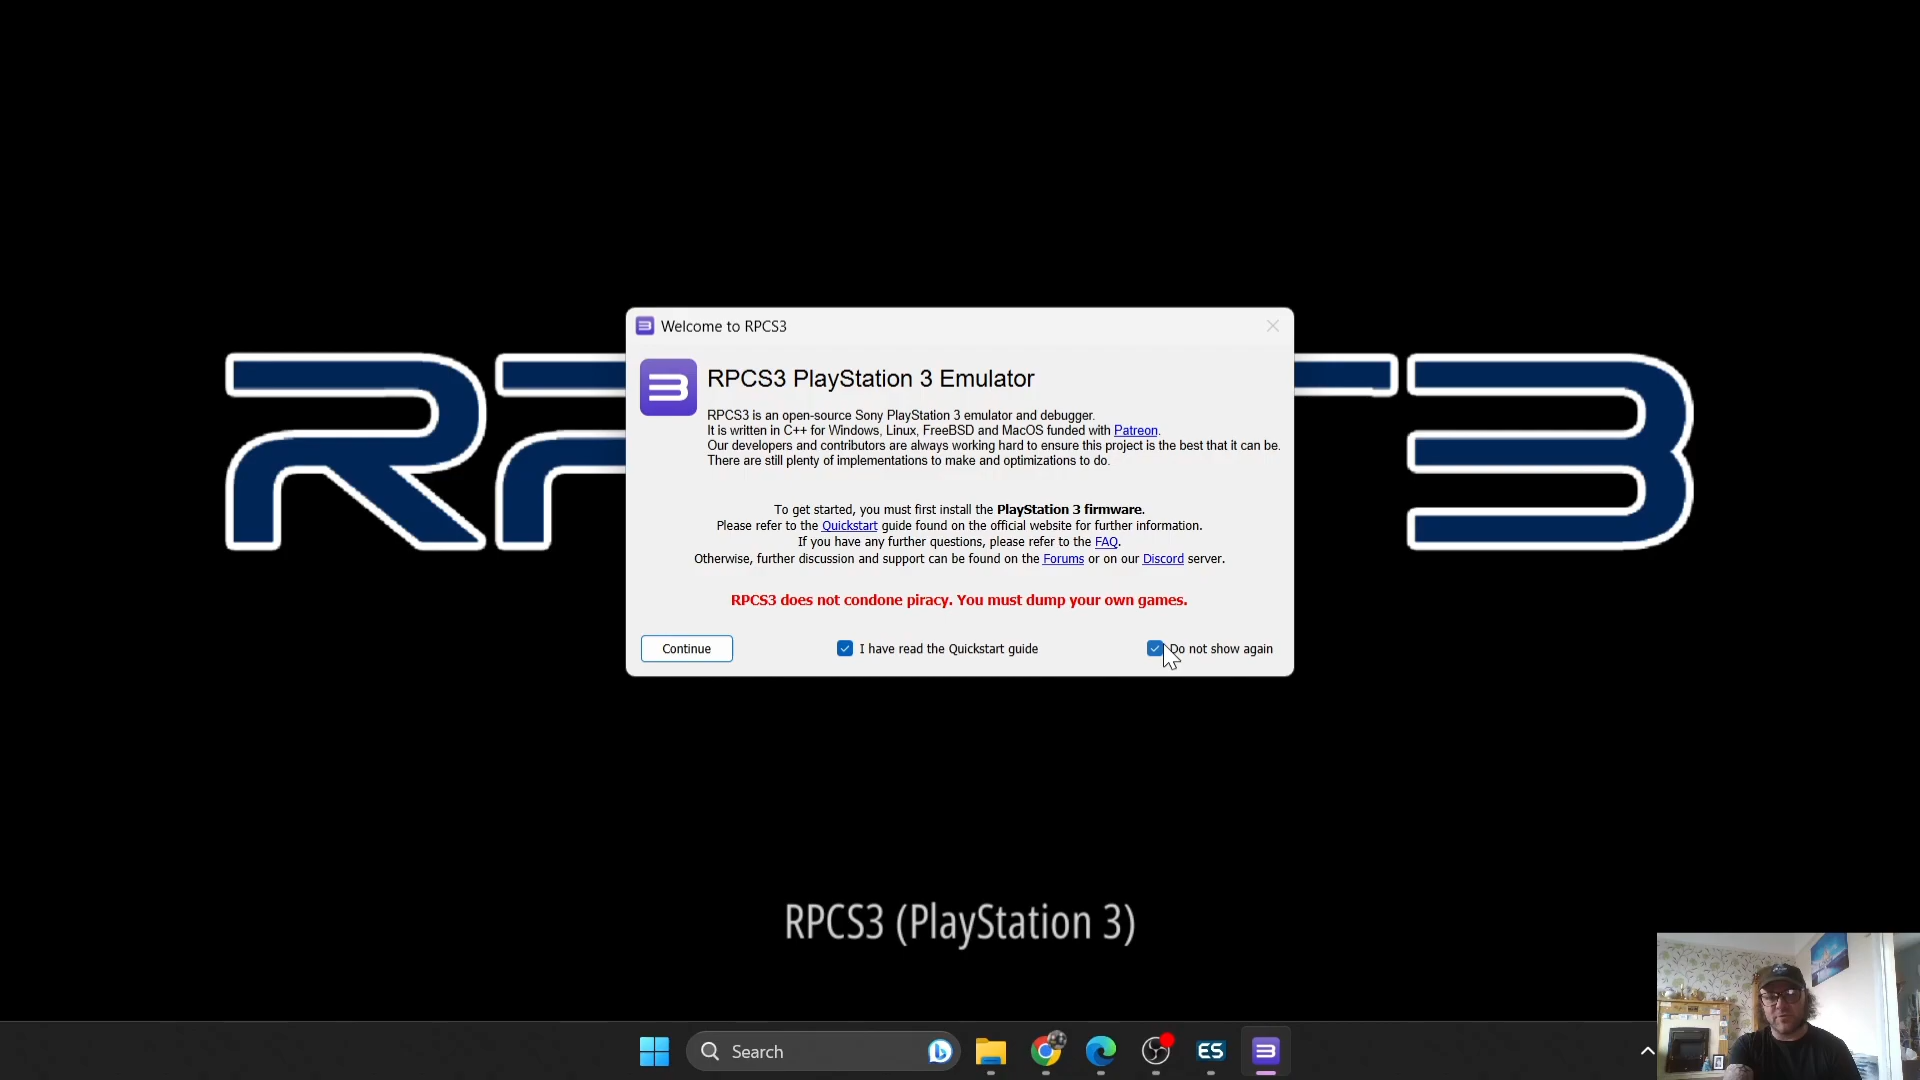 Welcome to RPCS3
RPCS3 PlayStation 3 Emulator
RPCS3 is an open-source Sony PlayStation 3 emulator and debugger.
It is written in C++ for Windows, Linux, FreeBSD and MacOS funded with Patreon.
Our developers and contributors are always working hard to ensure this project is the best that it can be.
There are still plenty of implementations to make and optimizations to do.
To get started, you must first install the PlayStation 3 firmware.
Please refer to the Quickstart guide found on the official website for further information.
If you have any further questions, please refer to the FAQ.
Otherwise, further discussion and support can be found on the Forums or on our Discord server.
RPCS3 does not condone piracy. You must dump your own games.
Continue
I have read the Quickstart guide
Do not show again
RPCS3 (PlayStation 3)
Search
ES